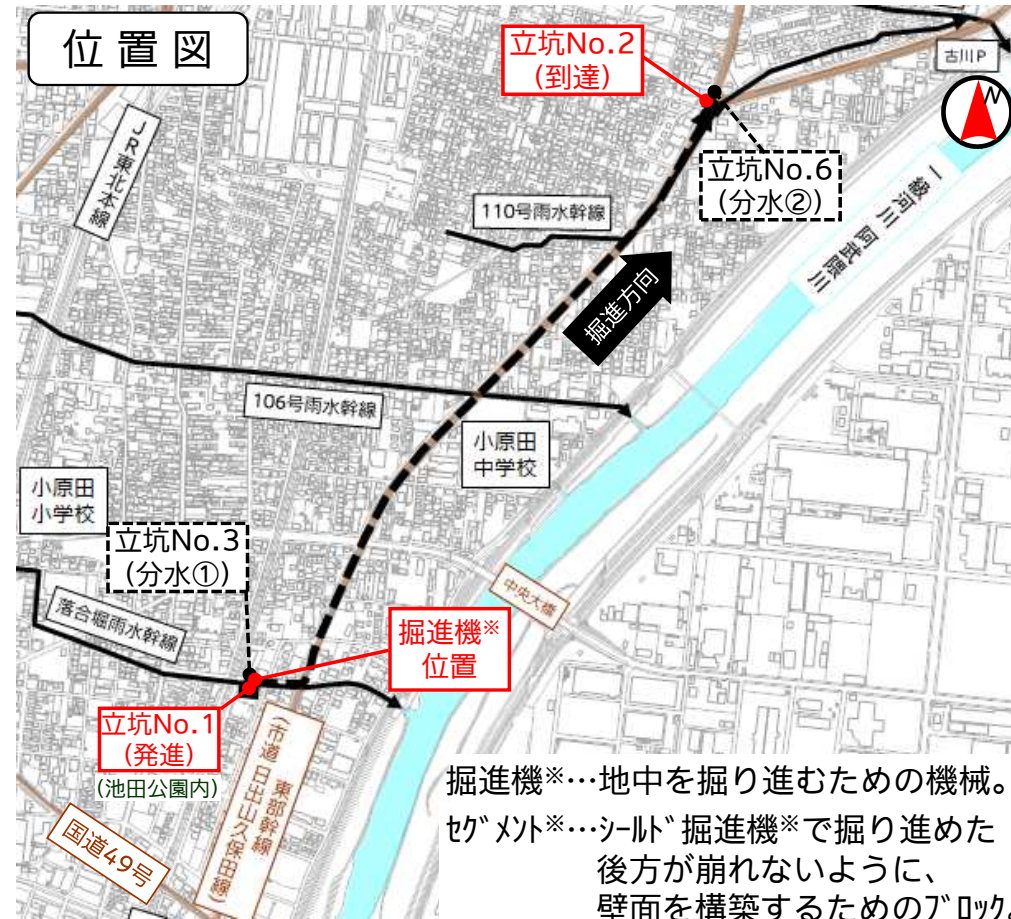 位置図
立坑No.2
(到達)
古川P
N
JR東北本線
立坑No.6
(分水②)
110号雨水幹線
一級河川 阿武隈川
掘進方向
106号雨水幹線
小原田
中学校
小原田
小学校
立坑No.3
(分水①)
中央大橋
落合堀雨水幹線
掘進機※
位置
立坑No.1
(発進)
(池田公園内)
東部幹線
(市道 日出山久保田線)
国道49号
掘進機※…地中を掘り進むための機械。
ｾｸﾞﾒﾝﾄ※…ｼｰﾙﾄﾞ掘進機※で掘り進めた
後方が崩れないように、
壁面を構築するためのﾌﾞﾛｯｸ。